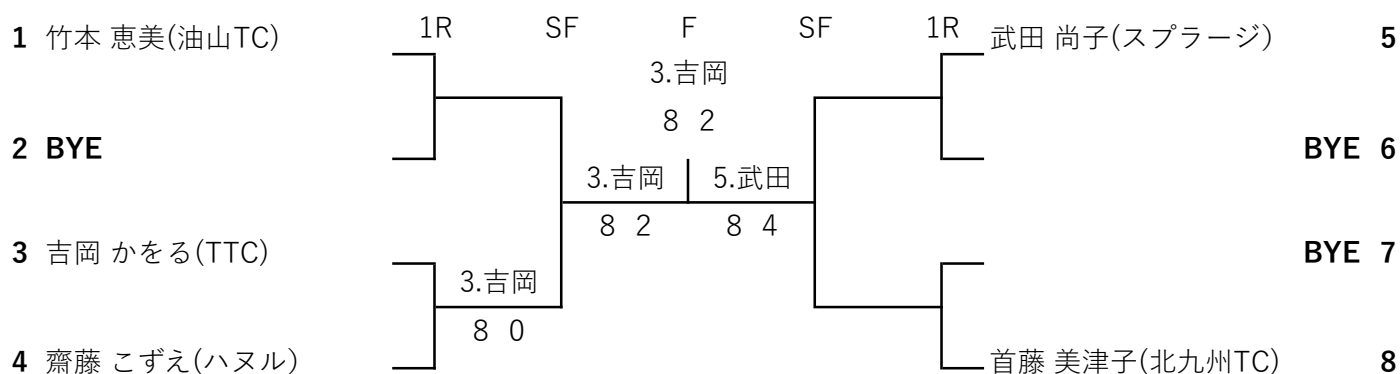 1R SF F SF 1R
1 竹本 恵美(油山TC) 武田 尚子(スプラージ) 5
3.吉岡
8 2
2 BYE BYE 6
3.吉岡 5.武田
8 2 8 4
3 吉岡 かをる(TTC) BYE 7
3.吉岡
8 0
4 齋藤 こずえ(ハヌル) 首藤 美津子(北九州TC) 8